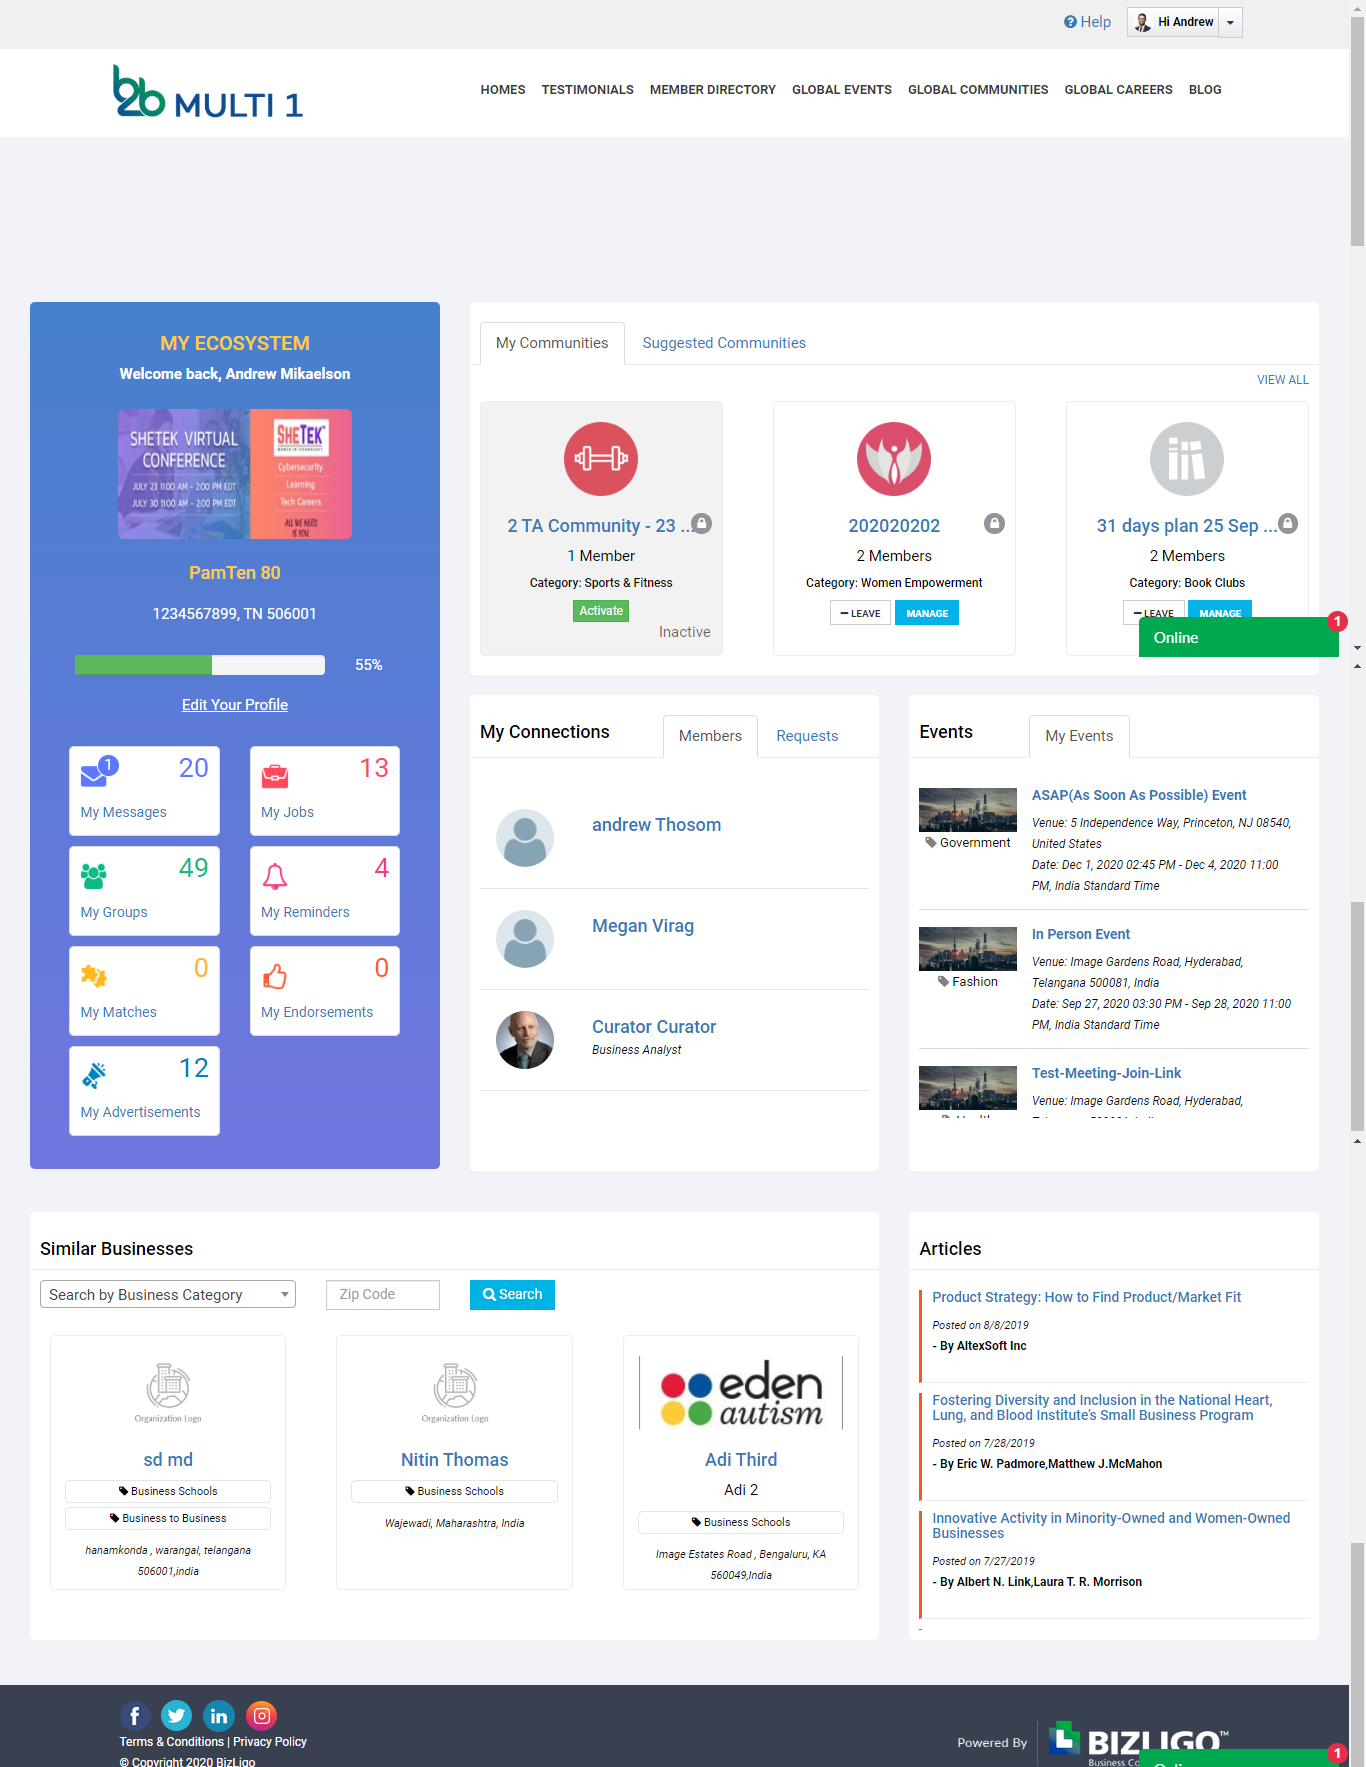 Help
Hi Andrew
b2b MULTI 1
HOMES TESTIMONIALS MEMBER DIRECTORY GLOBAL EVENTS GLOBAL COMMUNITIES GLOBAL CAREERS BLOG
MY ECOSYSTEM
Welcome back, Andrew Mikaelson
SHETEK VIRTUAL
CONFERENCE
JULY 23 11:00 AM - 2:00 PM EDT
JULY 30 11:00 AM - 2:00 PM EDT
SHETEK
WOMEN IN TECHNOLOGY
Cybersecurity
Learning
Tech Careers
ALL WE NEED
IS YOU!
PamTen 80
1234567899, TN 506001
55%
Edit Your Profile
1 20
My Messages
13
My Jobs
49
My Groups
4
My Reminders
0
My Matches
0
My Endorsements
12
My Advertisements
My Communities Suggested Communities
VIEW ALL
2 TA Community - 23 ...
1 Member
Category: Sports & Fitness
Activate
Inactive
202020202
2 Members
Category: Women Empowerment
LEAVE MANAGE
31 days plan 25 Sep ...
2 Members
Category: Book Clubs
LEAVE MANAGE
Online
1
My Connections Members Requests
andrew Thosom
Megan Virag
Curator Curator
Business Analyst
Events My Events
ASAP(As Soon As Possible) Event
Venue: 5 Independence Way, Princeton, NJ 08540,
United States
Date: Dec 1, 2020 02:45 PM - Dec 4, 2020 11:00
PM, India Standard Time
Government
In Person Event
Venue: Image Gardens Road, Hyderabad,
Telangana 500081, India
Date: Sep 27, 2020 03:30 PM - Sep 28, 2020 11:00
PM, India Standard Time
Fashion
Test-Meeting-Join-Link
Venue: Image Gardens Road, Hyderabad,
Similar Businesses
Search by Business Category
Zip Code
Search
Organization Logo
sd md
Business Schools
Business to Business
hanamkonda , warangal, telangana
506001,india
Organization Logo
Nitin Thomas
Business Schools
Wajewadi, Maharashtra, India
eden
autism
Adi Third
Adi 2
Business Schools
Image Estates Road , Bengaluru, KA
560049,India
Articles
Product Strategy: How to Find Product/Market Fit
Posted on 8/8/2019
- By AltexSoft Inc
Fostering Diversity and Inclusion in the National Heart,
Lung, and Blood Institute's Small Business Program
Posted on 7/28/2019
- By Eric W. Padmore,Matthew J.McMahon
Innovative Activity in Minority-Owned and Women-Owned
Businesses
Posted on 7/27/2019
- By Albert N. Link,Laura T. R. Morrison
Terms & Conditions | Privacy Policy
© Copyright 2020 BizLigo
Powered By
BIZLIGO™
Business
Online
1